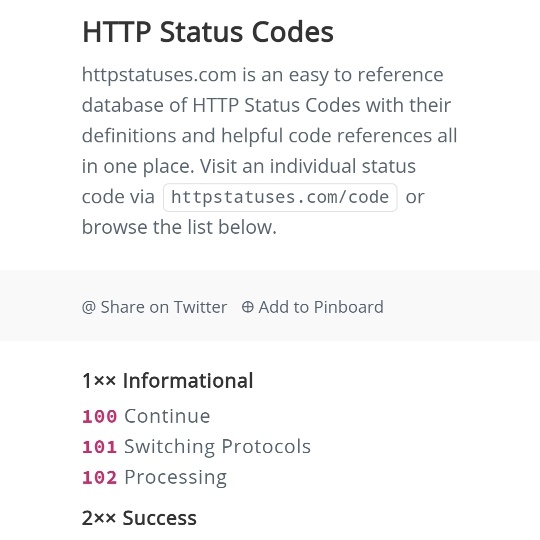 HTTP Status Codes
httpstatuses.com is an easy to reference
database of HTTP Status Codes with their
definitions and helpful code references all
in one place. Visit an individual status
code via httpstatuses.com/code or
browse the list below.
@ Share on Twitter ⊕ Add to Pinboard
1×× Informational
100 Continue
101 Switching Protocols
102 Processing
2×× Success